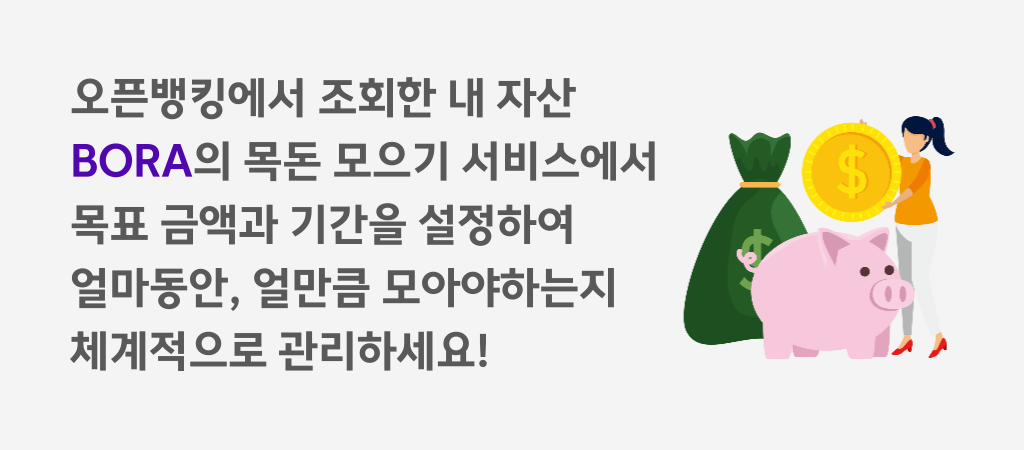 오픈뱅킹에서 조회한 내 자산
BORA의 목돈 모으기 서비스에서
목표 금액과 기간을 설정하여
얼마동안, 얼만큼 모아야하는지
체계적으로 관리하세요!
$
$